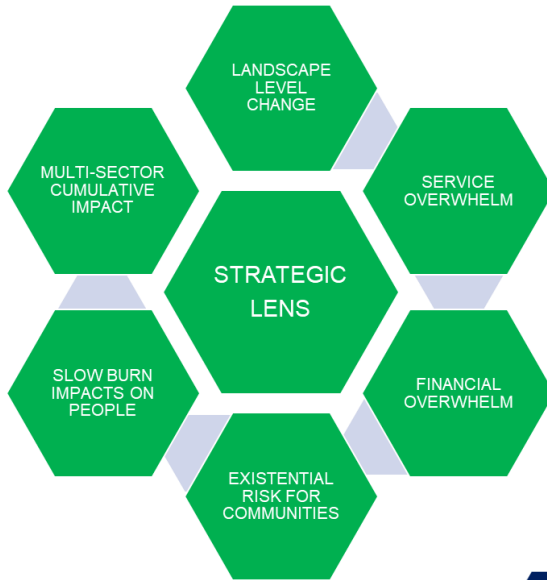 LANDSCAPE
LEVEL
CHANGE
MULTI-SECTOR
CUMULATIVE
IMPACT
SERVICE
OVERWHELM
STRATEGIC
LENS
SLOW BURN
IMPACTS ON
PEOPLE
FINANCIAL
OVERWHELM
EXISTENTIAL
RISK FOR
COMMUNITIES